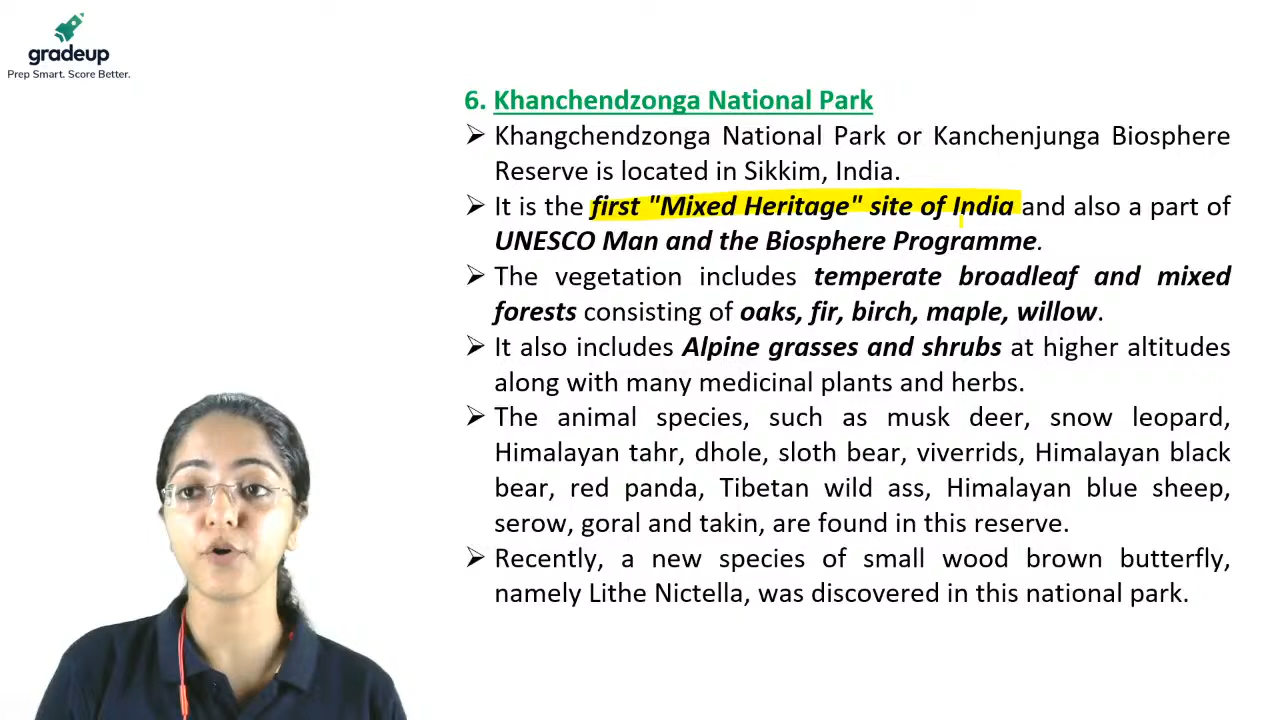 gradeup
Prep Smart. Score Better.
6. Khanchendzonga National Park
➢ Khangchendzonga National Park or Kanchenjunga Biosphere
Reserve is located in Sikkim, India.
➢ It is the first "Mixed Heritage" site of India and also a part of
UNESCO Man and the Biosphere Programme.
➢ The vegetation includes temperate broadleaf and mixed
forests consisting of oaks, fir, birch, maple, willow.
➢ It also includes Alpine grasses and shrubs at higher altitudes
along with many medicinal plants and herbs.
➢ The animal species, such as musk deer, snow leopard,
Himalayan tahr, dhole, sloth bear, viverrids, Himalayan black
bear, red panda, Tibetan wild ass, Himalayan blue sheep,
serow, goral and takin, are found in this reserve.
➢ Recently, a new species of small wood brown butterfly,
namely Lithe Nictella, was discovered in this national park.